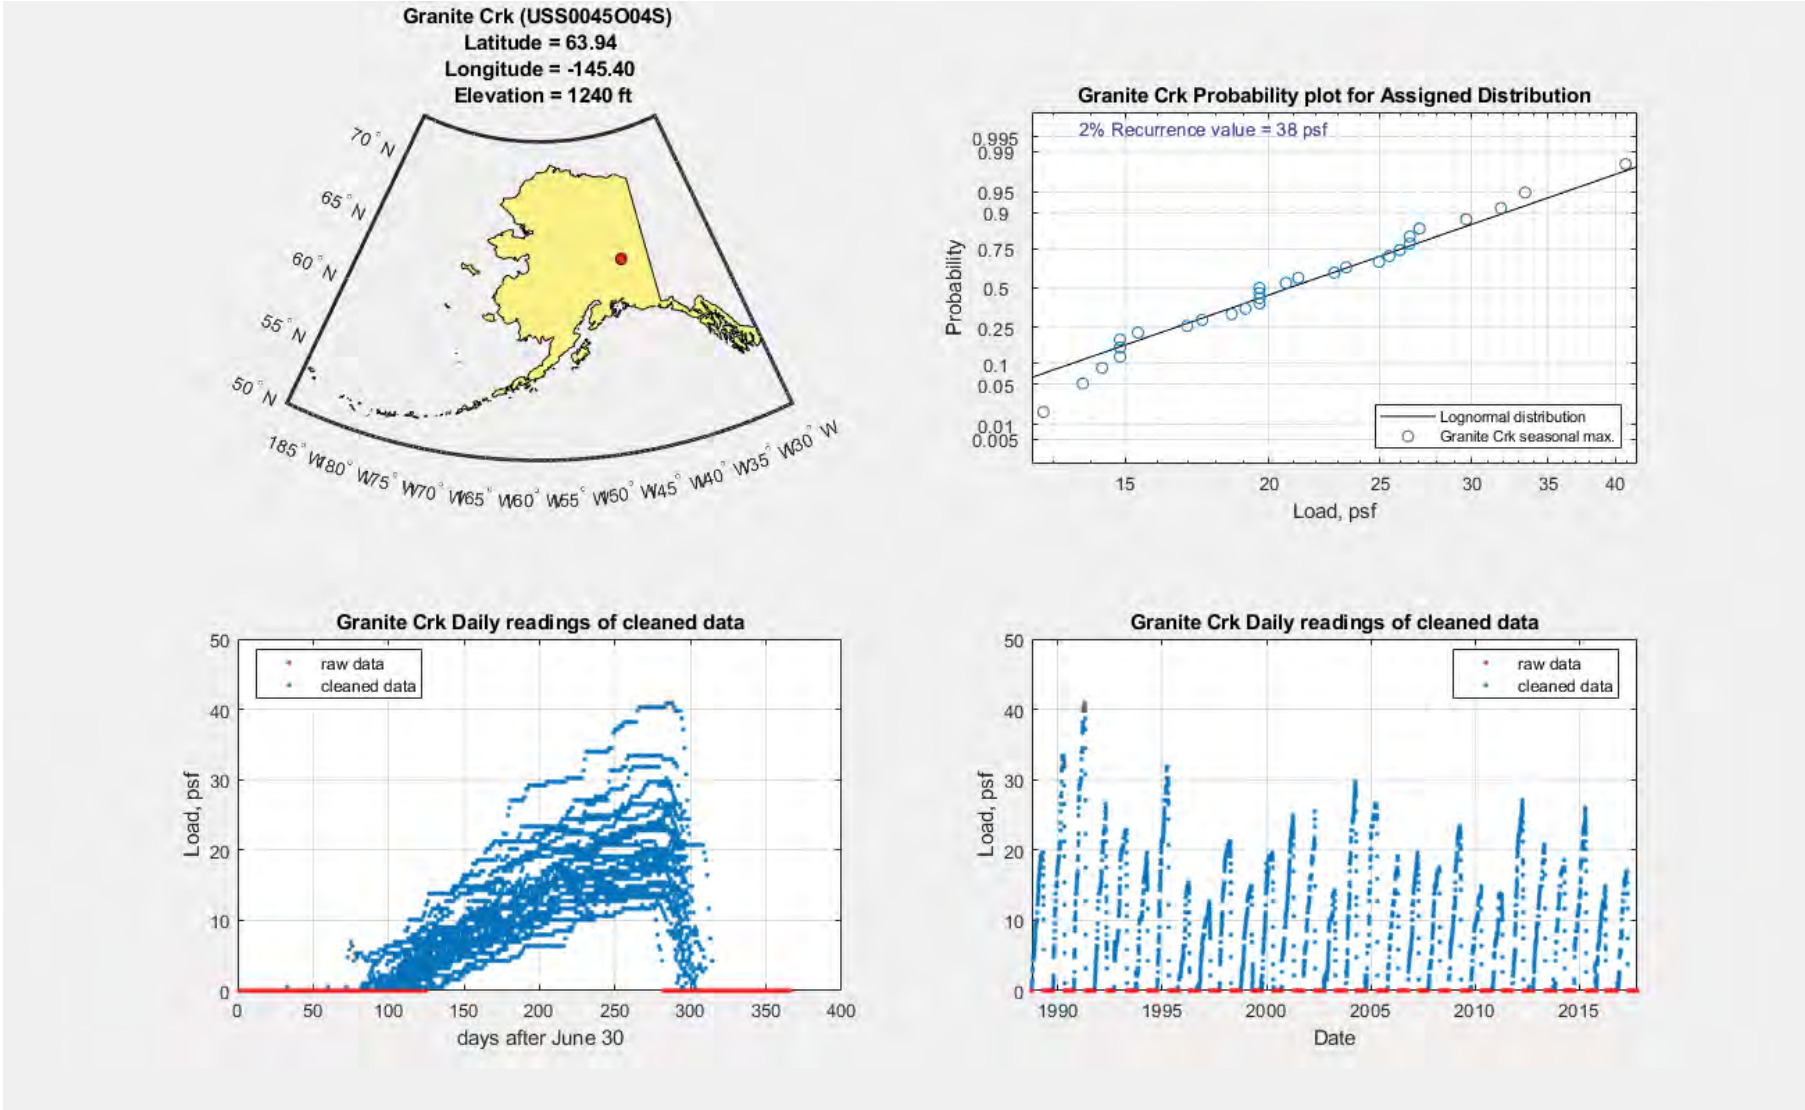 Granite Crk (USS0045O04S)
Latitude = 63.94
Longitude = -145.40
Elevation = 1240 ft
70° N
65° N
60° N
55° N
50° N
185° W
180° W
175° W
170° W
165° W
160° W
155° W
150° W
145° W
140° W
135° W
130° W
Granite Crk Probability plot for Assigned Distribution
2% Recurrence value = 38 psf
0.995
0.99
0.95
0.9
0.75
0.5
0.25
0.1
0.05
0.01
0.005
Probability
Lognormal distribution
Granite Crk seasonal max.
15 20 25 30 35 40
Load, psf
Granite Crk Daily readings of cleaned data
50
40
30
20
10
0
Load, psf
raw data
cleaned data
0 50 100 150 200 250 300 350 400
days after June 30
Granite Crk Daily readings of cleaned data
50
40
30
20
10
0
Load, psf
raw data
cleaned data
1990 1995 2000 2005 2010 2015
Date